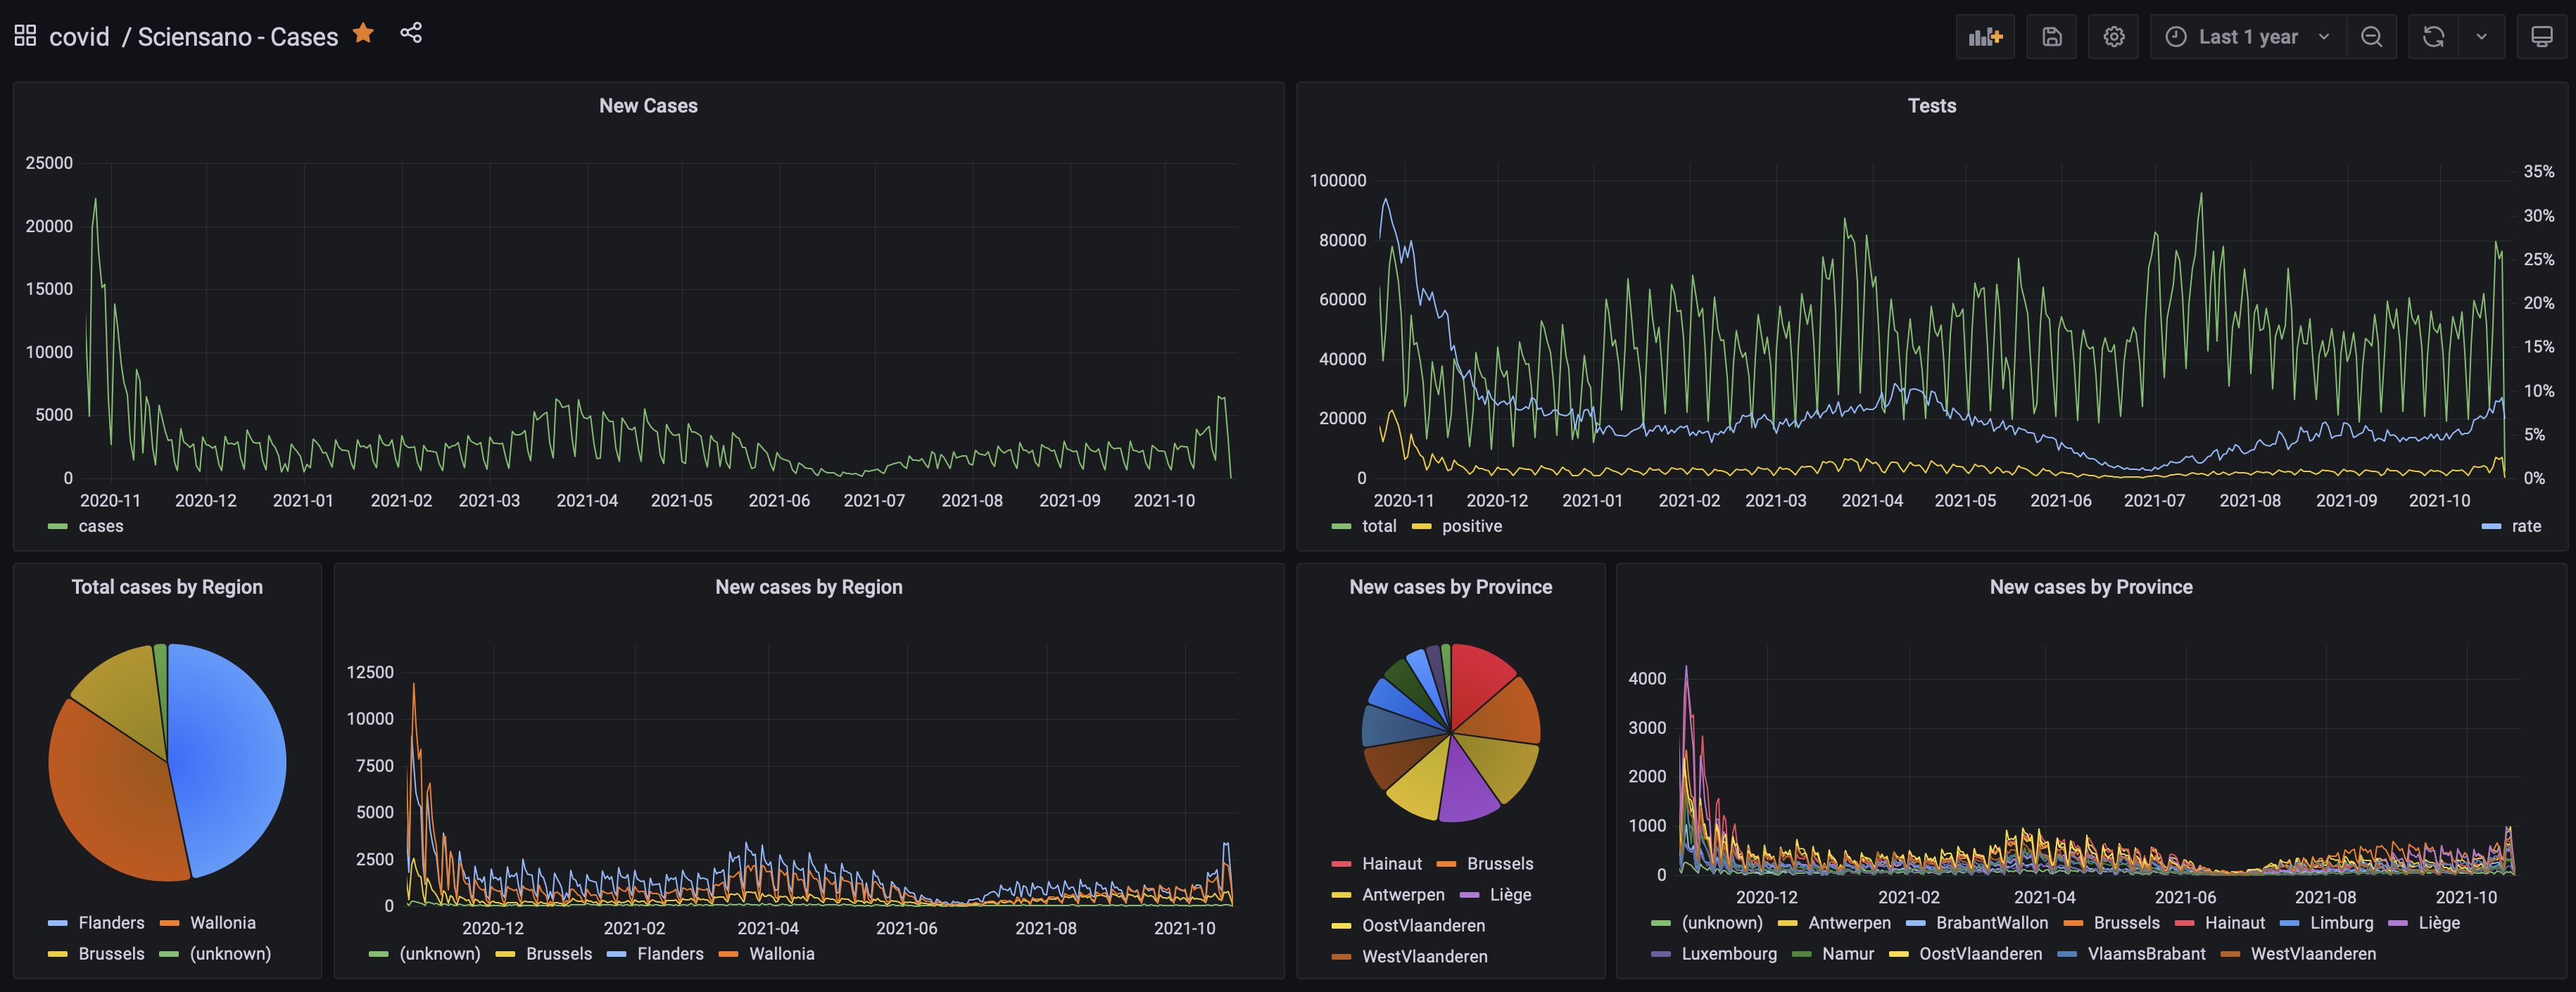 covid / Sciensano - Cases
Last 1 year
New Cases
25000
20000
15000
10000
5000
0
2020-11 2020-12 2021-01 2021-02 2021-03 2021-04 2021-05 2021-06 2021-07 2021-08 2021-09 2021-10
cases
Tests
100000
80000
60000
40000
20000
0
35%
30%
25%
20%
15%
10%
5%
0%
2020-11 2020-12 2021-01 2021-02 2021-03 2021-04 2021-05 2021-06 2021-07 2021-08 2021-09 2021-10
total positive rate
Total cases by Region
Flanders Wallonia
Brussels (unknown)
New cases by Region
12500
10000
7500
5000
2500
0
2020-12 2021-02 2021-04 2021-06 2021-08 2021-10
(unknown) Brussels Flanders Wallonia
New cases by Province
Hainaut Brussels
Antwerpen Liège
OostVlaanderen
WestVlaanderen
New cases by Province
4000
3000
2000
1000
0
2020-12 2021-02 2021-04 2021-06 2021-08 2021-10
(unknown) Antwerpen BrabantWallon Brussels Hainaut Limburg Liège
Luxembourg Namur OostVlaanderen VlaamsBrabant WestVlaanderen